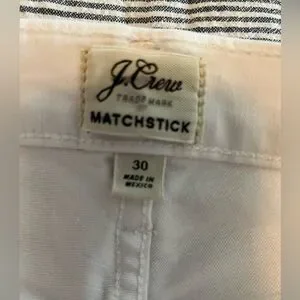 J.Crew
TRADE MARK
MATCHSTICK
30
MADE IN
MEXICO